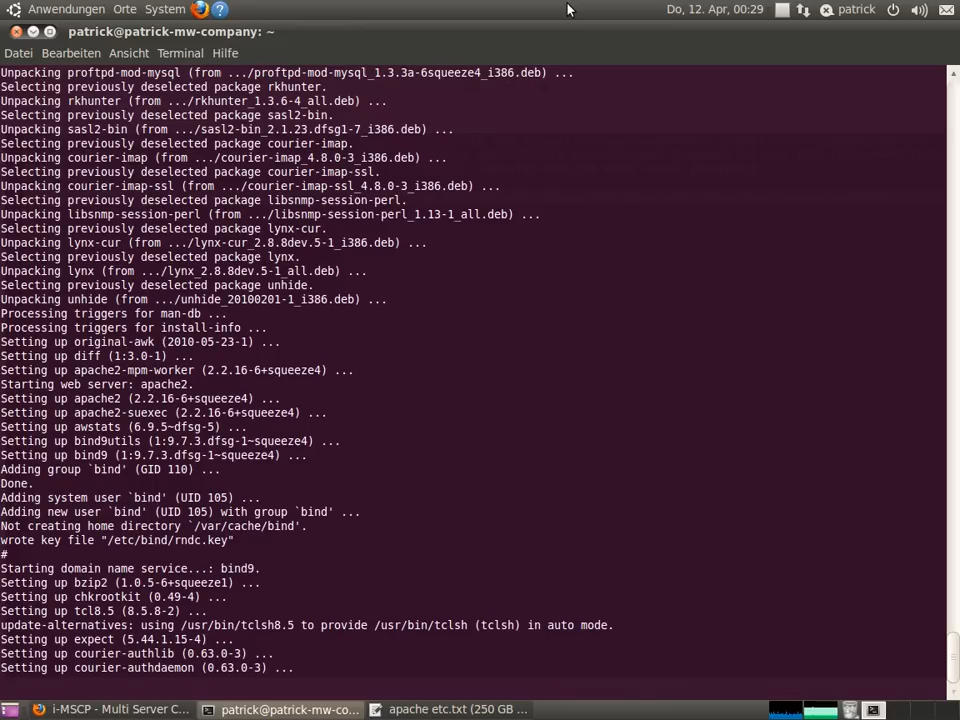 Anwendungen Orte System Do, 12. Apr, 00:29 patrick
patrick@patrick-mw-company: ~
Datei Bearbeiten Ansicht Terminal Hilfe
Unpacking proftpd-mod-mysql (from .../proftpd-mod-mysql_1.3.3a-6squeeze4_i386.deb) ...
Selecting previously deselected package rkhunter.
Unpacking rkhunter (from .../rkhunter_1.3.6-4_all.deb) ...
Selecting previously deselected package sasl2-bin.
Unpacking sasl2-bin (from .../sasl2-bin_2.1.23.dfsg1-7_i386.deb) ...
Selecting previously deselected package courier-imap.
Unpacking courier-imap (from .../courier-imap_4.8.0-3_i386.deb) ...
Selecting previously deselected package courier-imap-ssl.
Unpacking courier-imap-ssl (from .../courier-imap-ssl_4.8.0-3_i386.deb) ...
Selecting previously deselected package libsnmp-session-perl.
Unpacking libsnmp-session-perl (from .../libsnmp-session-perl_1.13-1_all.deb) ...
Selecting previously deselected package lynx-cur.
Unpacking lynx-cur (from .../lynx-cur_2.8.8dev.5-1_i386.deb) ...
Selecting previously deselected package lynx.
Unpacking lynx (from .../lynx_2.8.8dev.5-1_all.deb) ...
Selecting previously deselected package unhide.
Unpacking unhide (from .../unhide_20100201-1_i386.deb) ...
Processing triggers for man-db ...
Processing triggers for install-info ...
Setting up original-awk (2010-05-23-1) ...
Setting up diff (1:3.0-1) ...
Setting up apache2-mpm-worker (2.2.16-6+squeeze4) ...
Starting web server: apache2.
Setting up apache2 (2.2.16-6+squeeze4) ...
Setting up apache2-suexec (2.2.16-6+squeeze4) ...
Setting up awstats (6.9.5~dfsg-5) ...
Setting up bind9utils (1:9.7.3.dfsg-1~squeeze4) ...
Setting up bind9 (1:9.7.3.dfsg-1~squeeze4) ...
Adding group `bind' (GID 110) ...
Done.
Adding system user `bind' (UID 105) ...
Adding new user `bind' (UID 105) with group `bind' ...
Not creating home directory `/var/cache/bind'.
wrote key file "/etc/bind/rndc.key"
#
Starting domain name service...: bind9.
Setting up bzip2 (1.0.5-6+squeeze1) ...
Setting up chkrootkit (0.49-4) ...
Setting up tcl8.5 (8.5.8-2) ...
update-alternatives: using /usr/bin/tclsh8.5 to provide /usr/bin/tclsh (tclsh) in auto mode.
Setting up expect (5.44.1.15-4) ...
Setting up courier-authlib (0.63.0-3) ...
Setting up courier-authdaemon (0.63.0-3) ...
i-MSCP - Multi Server C... patrick@patrick-mw-co... apache etc.txt (250 GB ...